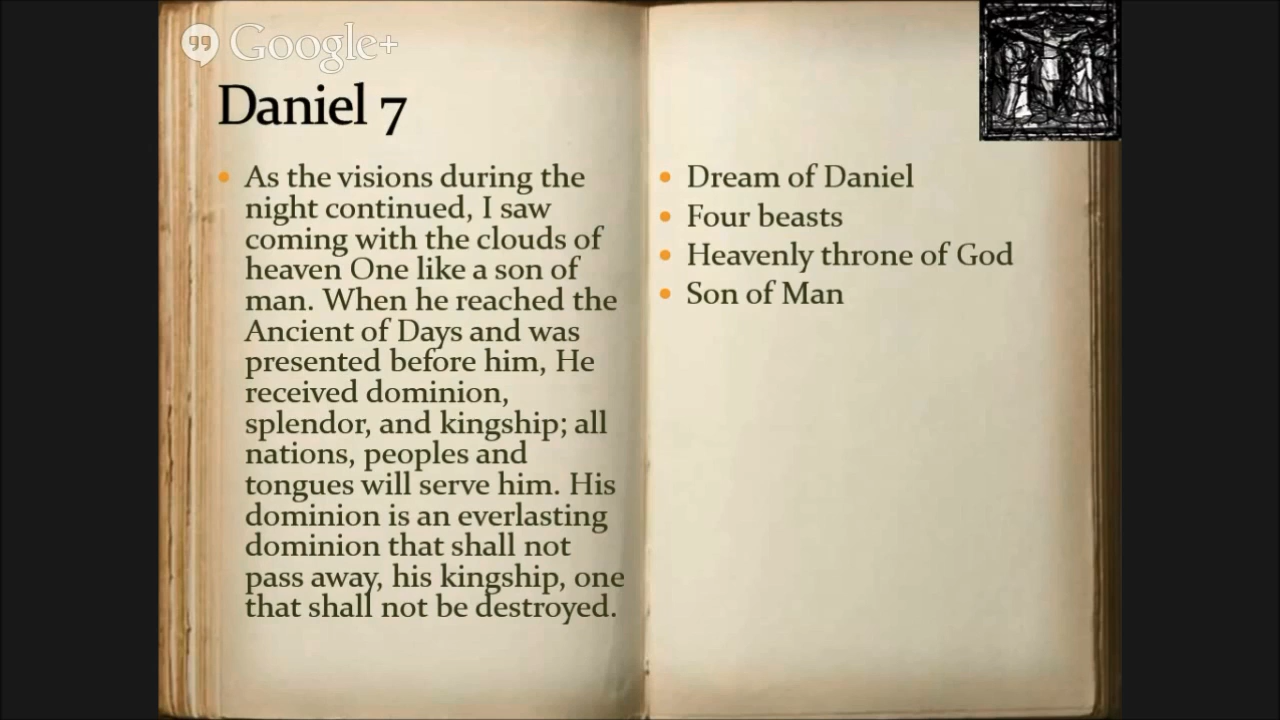 Google+
Daniel 7
• As the visions during the
night continued, I saw
coming with the clouds of
heaven One like a son of
man. When he reached the
Ancient of Days and was
presented before him, He
received dominion,
splendor, and kingship; all
nations, peoples and
tongues will serve him. His
dominion is an everlasting
dominion that shall not
pass away, his kingship, one
that shall not be destroyed.
• Dream of Daniel
• Four beasts
• Heavenly throne of God
• Son of Man